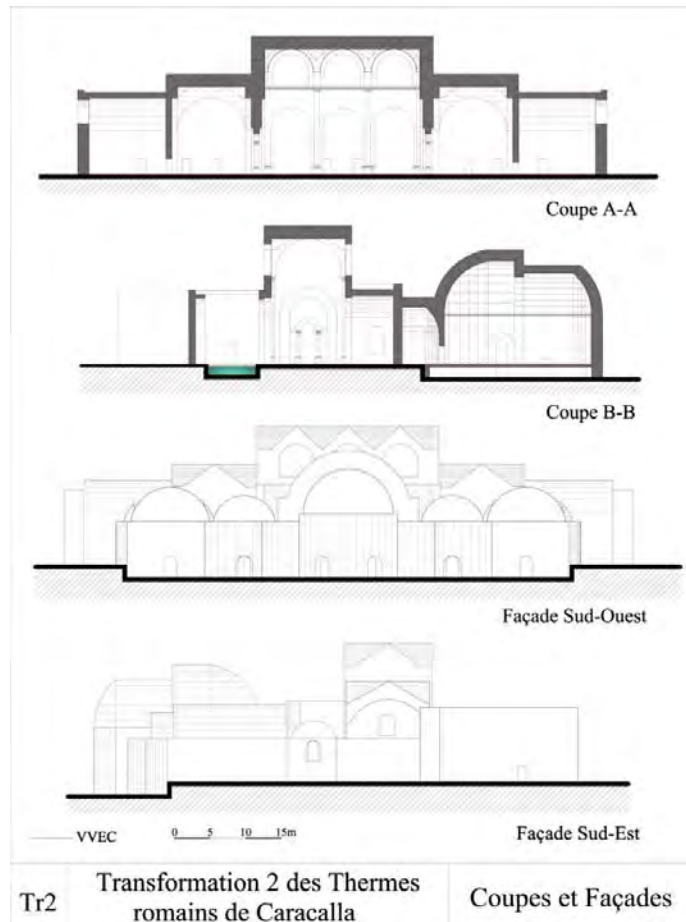 Coupe A-A
Coupe B-B
Façade Sud-Ouest
Façade Sud-Est
VVEC
0 5 10 15m
Tr2
Transformation 2 des Thermes
romains de Caracalla
Coupes et Façades